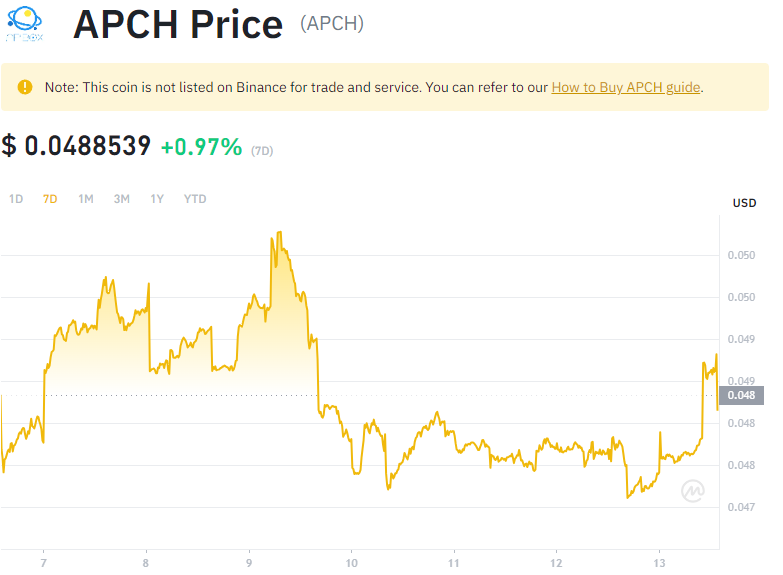 APCH Price (APCH)
Note: This coin is not listed on Binance for trade and service. You can refer to our How to Buy APCH guide.
$ 0.0488539 +0.97% (7D)
1D 7D 1M 3M 1Y YTD
USD
0.050
0.050
0.049
0.049
0.048
0.048
0.048
0.047
7 8 9 10 11 12 13